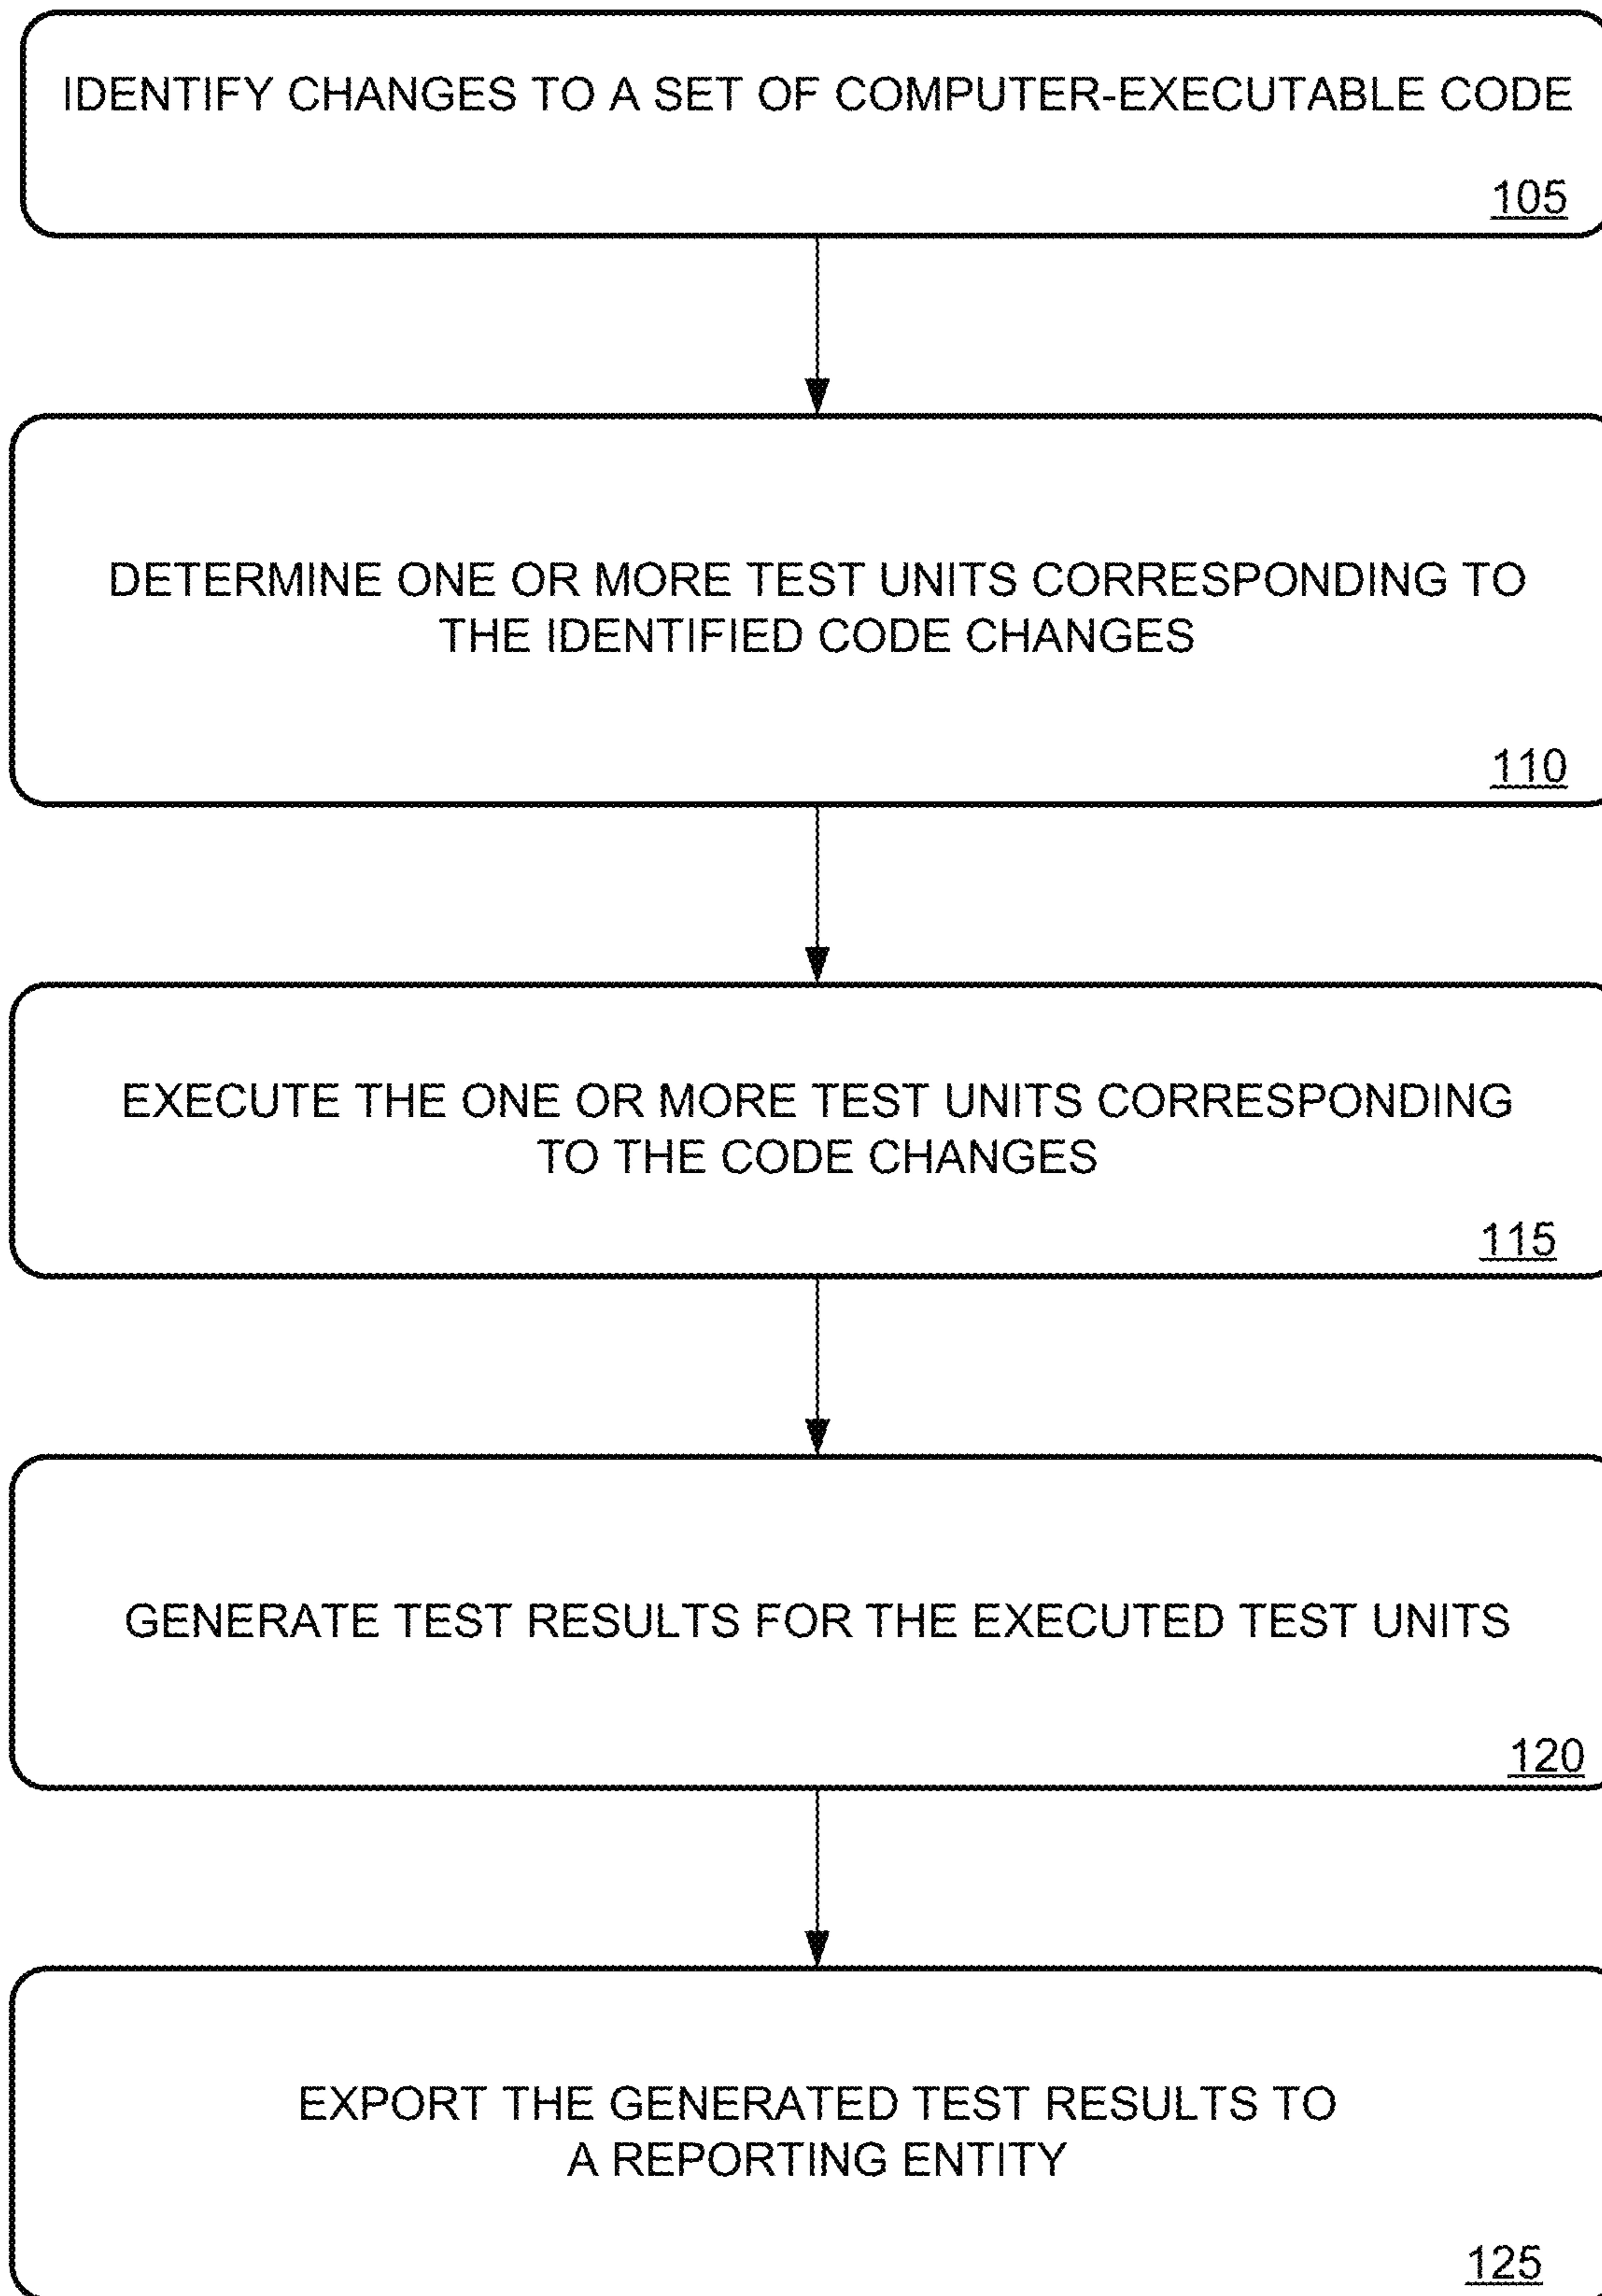 IDENTIFY CHANGES TO A SET OF COMPUTER-EXECUTABLE CODE
105
DETERMINE ONE OR MORE TEST UNITS CORRESPONDING TO
THE IDENTIFIED CODE CHANGES
110
EXECUTE THE ONE OR MORE TEST UNITS CORRESPONDING
TO THE CODE CHANGES
115
GENERATE TEST RESULTS FOR THE EXECUTED TEST UNITS
120
EXPORT THE GENERATED TEST RESULTS TO
A REPORTING ENTITY
125